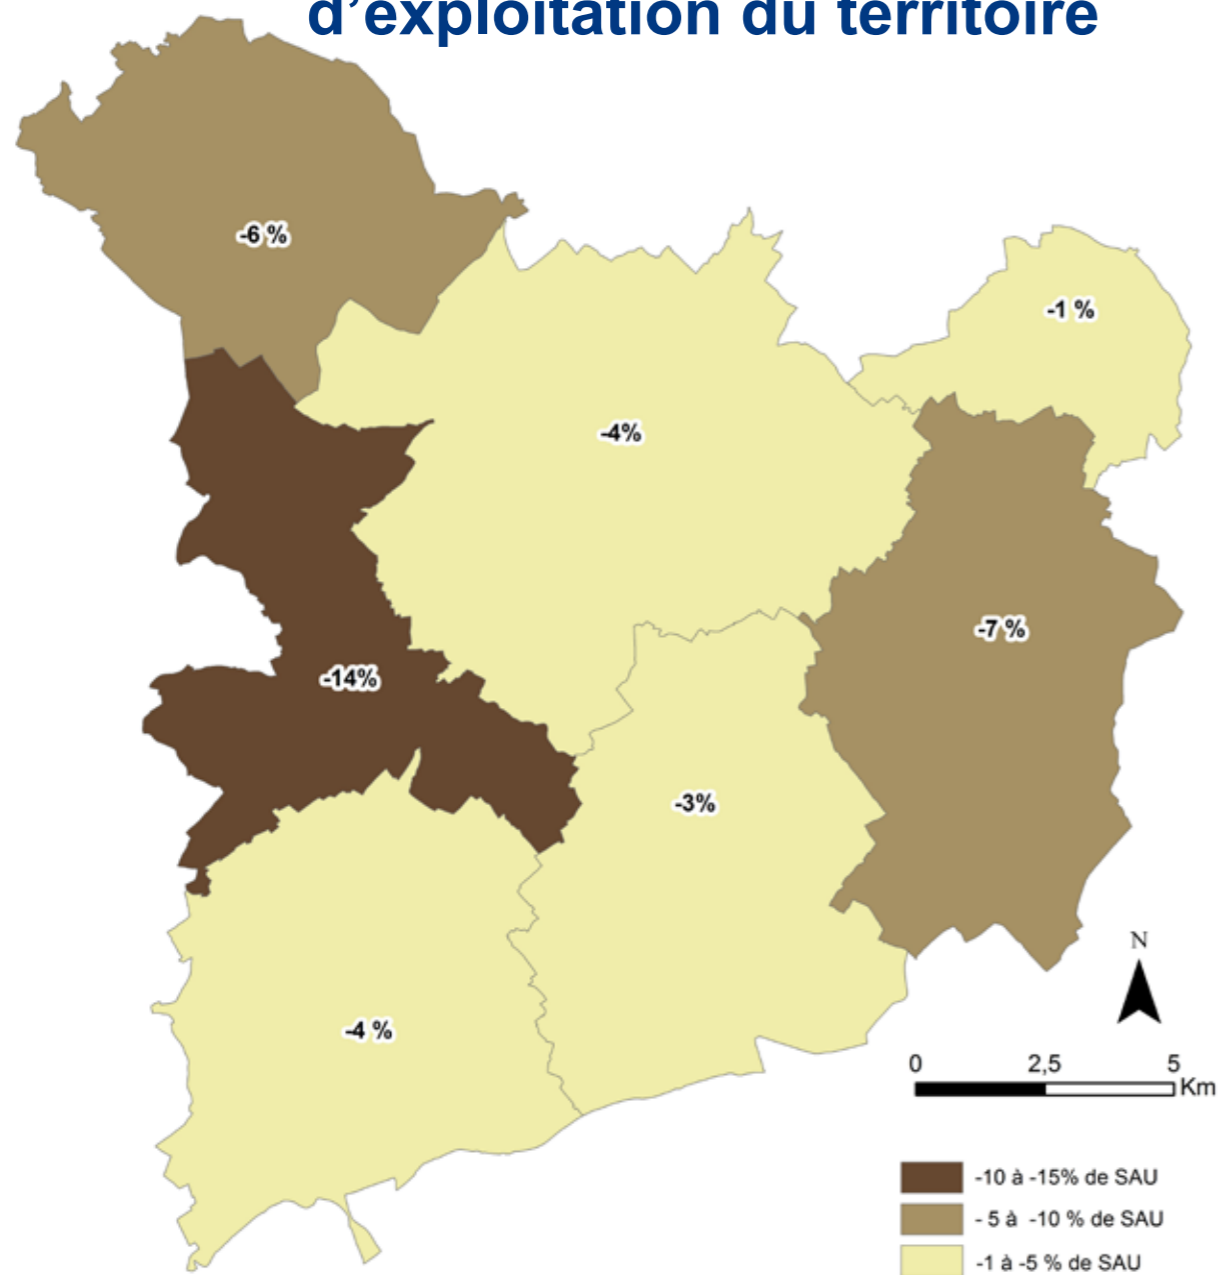 d’exploitation du territoire
-6 %
-1 %
-4%
-7 %
-14%
-3%
-4 %
N
0 2,5 5
Km
-10 à -15% de SAU
- 5 à -10 % de SAU
-1 à -5 % de SAU